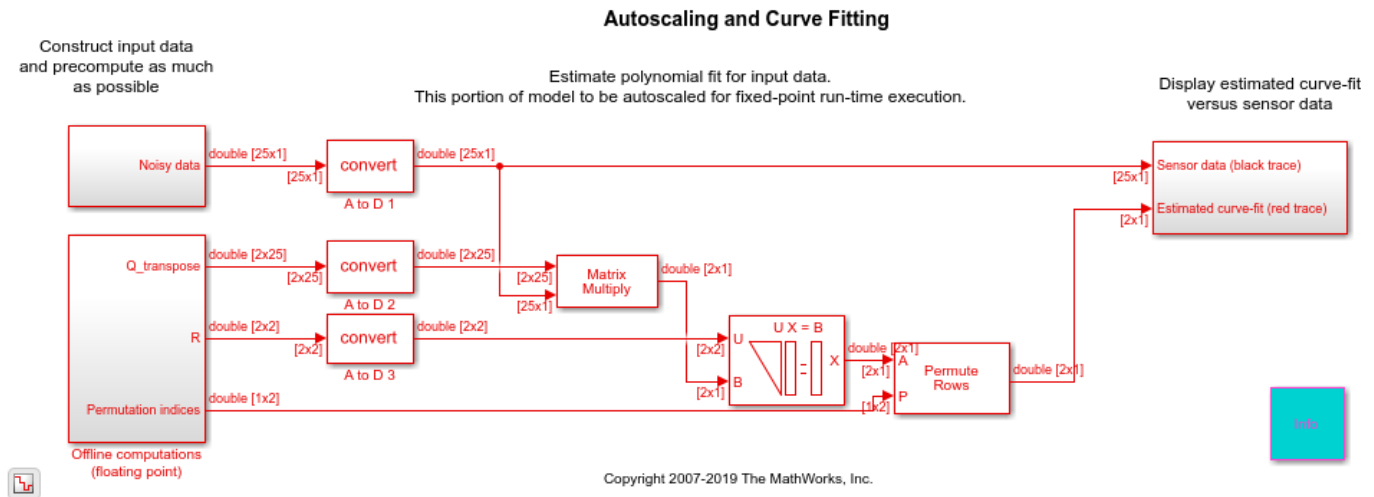 Autoscaling and Curve Fitting
Construct input data
and precompute as much
as possible
Estimate polynomial fit for input data.
This portion of model to be autoscaled for fixed-point run-time execution.
Display estimated curve-fit
versus sensor data
Noisy data
double [25x1]
[25x1]
convert
A to D 1
double [25x1]
[25x1]
Sensor data (black trace)
[2x1]
Estimated curve-fit (red trace)
Q_transpose
double [2x25]
[2x25]
convert
A to D 2
double [2x25]
[2x25]
[25x1]
Matrix
Multiply
double [2x1]
R
double [2x2]
[2x2]
convert
A to D 3
double [2x2]
[2x2]
[2x1]
U X = B
U
B
X
double [2x1]
[2x1]
A
P
Permute
Rows
double [2x1]
Permutation indices
double [1x2]
[1x2]
Offline computations
(floating point)
Info
Copyright 2007-2019 The MathWorks, Inc.